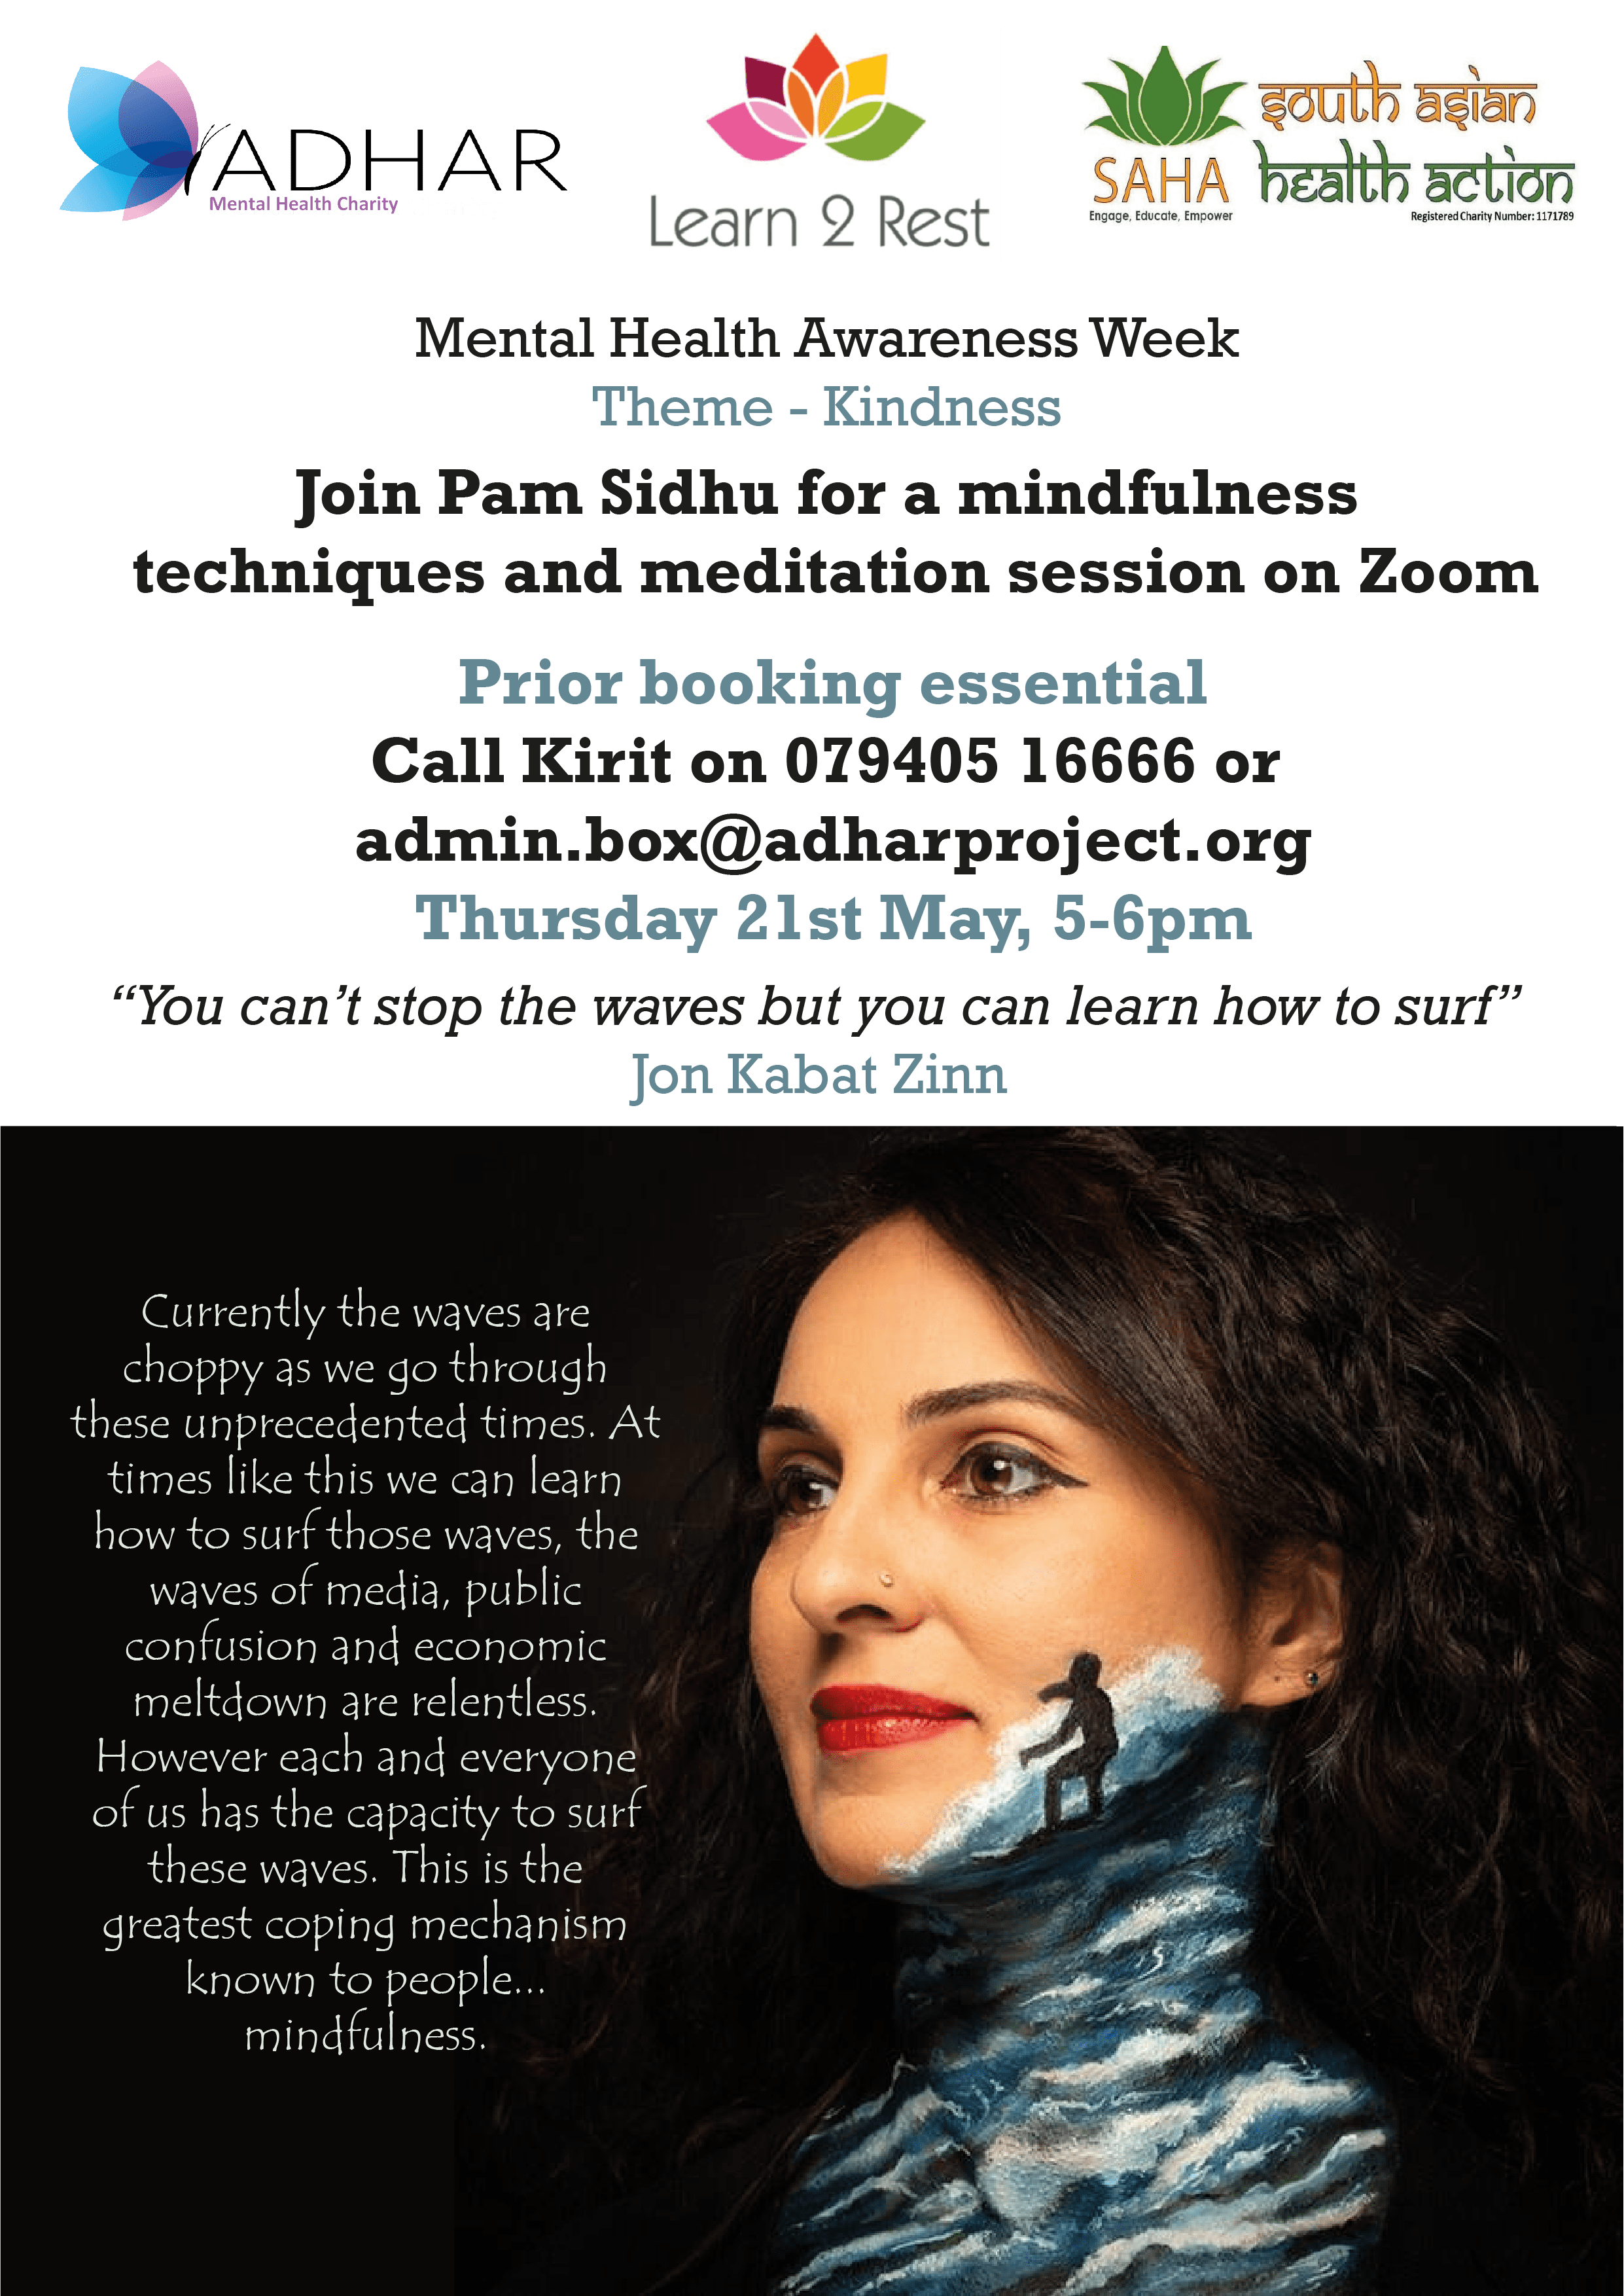 ADHAR
Mental Health Charity
Learn 2 Rest
SAHA
Engage, Educate, Empower
south asian
health action
Registered Charity Number: 1171789
Mental Health Awareness Week
Theme - Kindness
Join Pam Sidhu for a mindfulness
techniques and meditation session on Zoom
Prior booking essential
Call Kirit on 079405 16666 or
admin.box@adharproject.org
Thursday 21st May, 5-6pm
“You can’t stop the waves but you can learn how to surf”
Jon Kabat Zinn
Currently the waves are
choppy as we go through
these unprecedented times. At
times like this we can learn
how to surf those waves, the
waves of media, public
confusion and economic
meltdown are relentless.
However each and everyone
of us has the capacity to surf
these waves. This is the
greatest coping mechanism
known to people...
mindfulness.